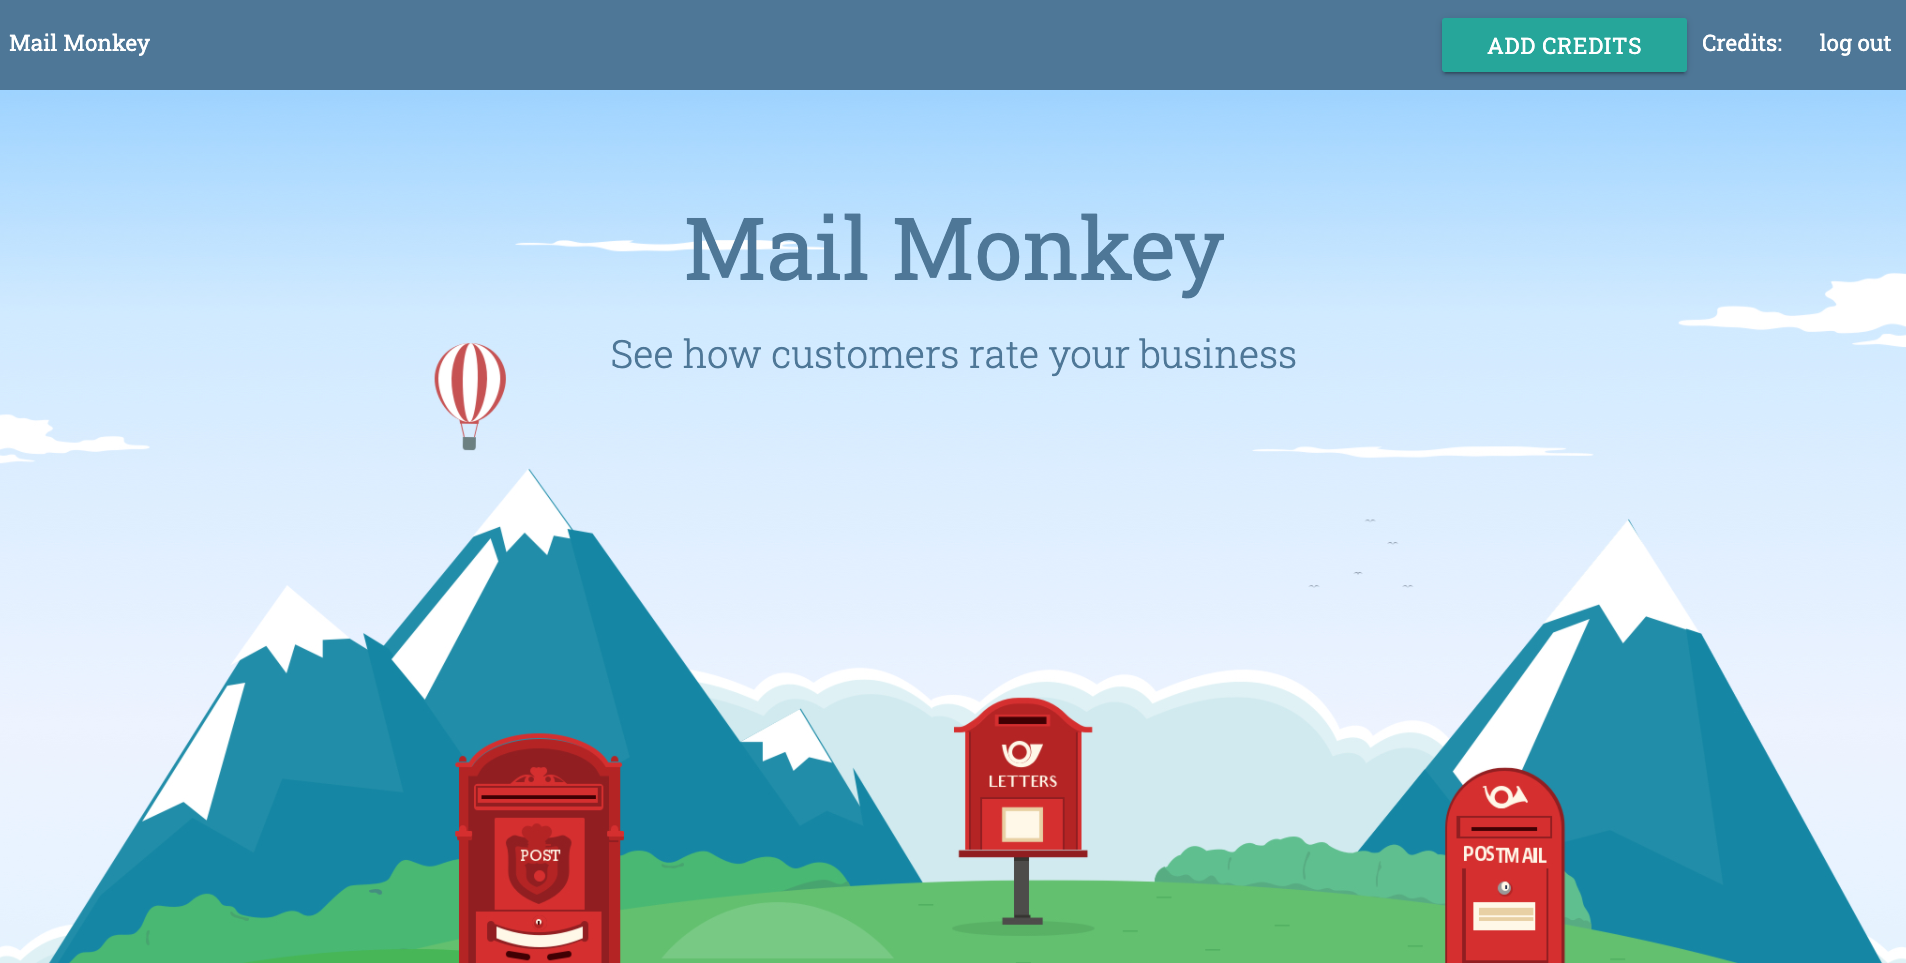 Mail Monkey
ADD CREDITS
Credits:
log out
Mail Monkey
See how customers rate your business
LETTERS
POST
POSTMAIL